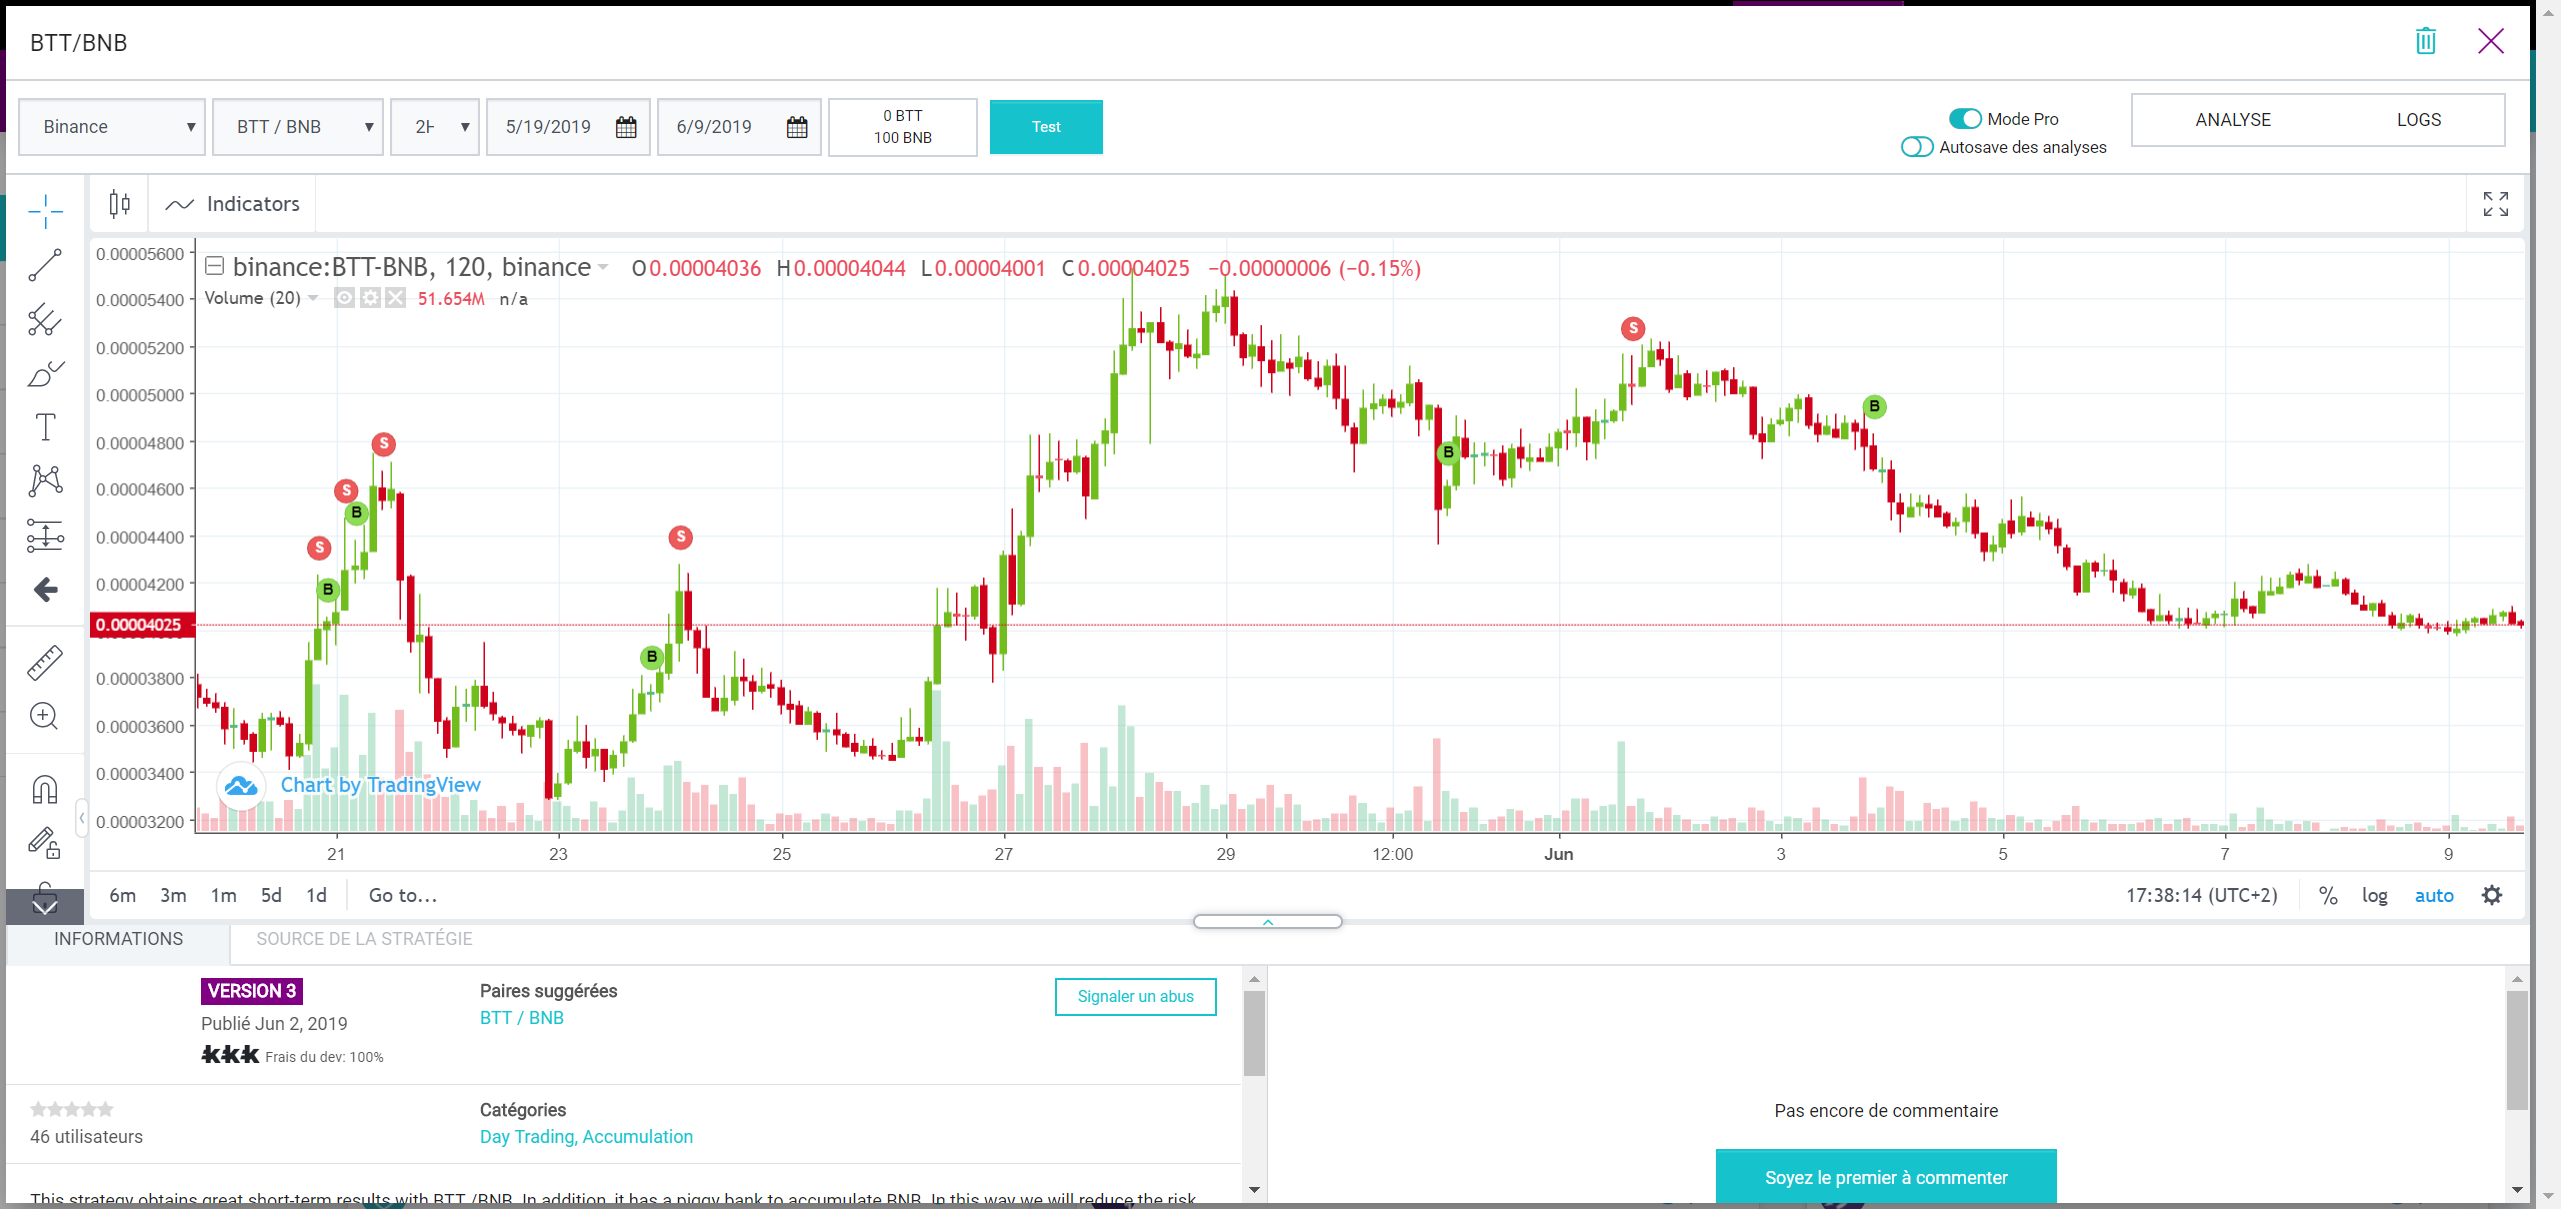 BTT/BNB
Binance
BTT / BNB
2H
5/19/2019
6/9/2019
0 BTT
100 BNB
Test
Mode Pro
Autosave des analyses
ANALYSE
LOGS
Indicators
binance:BTT-BNB, 120, binance
O0.00004036 H0.00004044 L0.00004001 C0.00004025 −0.00000006 (−0.15%)
Volume (20)
51.654M n/a
0.00005600
0.00005400
0.00005200
0.00005000
0.00004800
0.00004600
0.00004400
0.00004200
0.00004025
0.00003800
0.00003600
0.00003400
0.00003200
S
B
S
B
S
B
S
B
S
B
Chart by TradingView
21
23
25
27
29
12:00
Jun
3
5
7
9
6m
3m
1m
5d
1d
Go to...
17:38:14 (UTC+2)
%
log
auto
INFORMATIONS
SOURCE DE LA STRATÉGIE
VERSION 3
Publié Jun 2, 2019
Frais du dev: 100%
Paires suggérées
BTT / BNB
Signaler un abus
46 utilisateurs
Catégories
Day Trading, Accumulation
This strategy obtains great short-term results with BTT /BNB. In addition, it has a piggy bank to accumulate BNB. In this way we will reduce the risk
Pas encore de commentaire
Soyez le premier à commenter